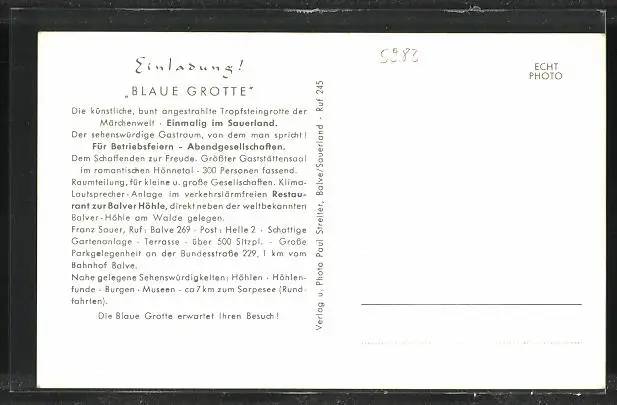 Einladung!
„BLAUE GROTTE"
Die künstliche, bunt angestrahlte Tropfsteingrotte der
Märchenwelt · Einmalig im Sauerland.
Der sehenswürdige Gastraum, von dem man spricht!
Für Betriebsfeiern - Abendgesellschaften.
Dem Schaffenden zur Freude. Größter Gaststättensaal
im romantischen Hönnetal - 300 Personen fassend.
Raumteilung, für kleine u. große Gesellschaften. Klima-
Lautsprecher-Anlage im verkehrslärmfreien Restau-
rant zur Balver Höhle, direkt neben der weltbekannten
Balver-Höhle am Walde gelegen.
Franz Sauer, Ruf: Balve 269 - Post: Helle 2 · Schattige
Gartenanlage - Terrasse - über 500 Sitzpl. - Große
Parkgelegenheit an der Bundesstraße 229, 1 km vom
Bahnhof Balve.
Nahe gelegene Sehenswürdigkeiten: Höhlen · Höhlen-
funde - Burgen · Museen - ca 7 km zum Sorpesee (Rund-
fahrten).
Die Blaue Grotte erwartet Ihren Besuch!
Verlag u. Photo Paul Streiter, Balve/Sauerland - Ruf 245
5983
ECHT
PHOTO